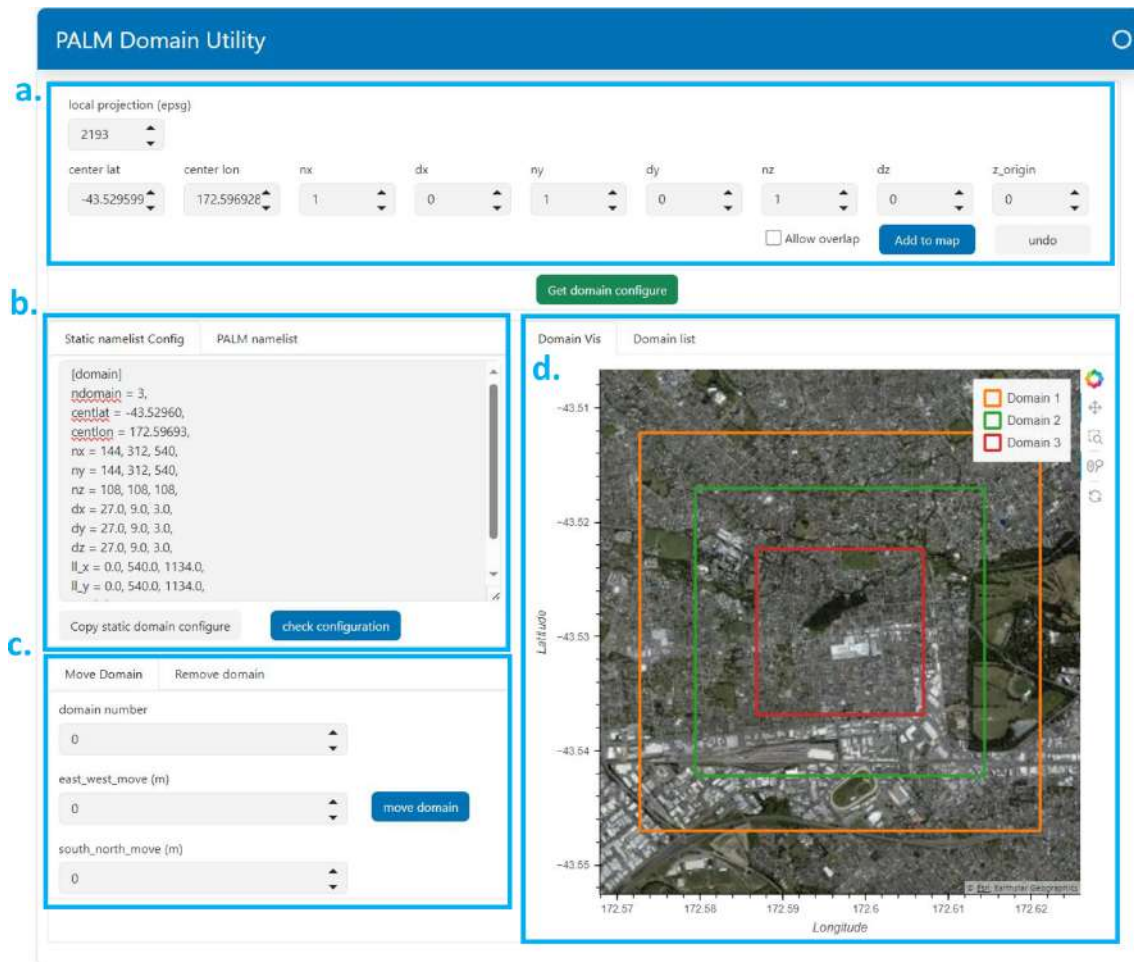 PALM Domain Utility
a.
local projection (epsg)
2193
center lat center lon nx dx ny dy nz dz z_origin
-43.529599 172.596928 1 0 1 0 1 0 0
Allow overlap Add to map undo
Get domain configure
b.
Static namelist Config PALM namelist
[domain]
ndomain = 3,
centlat = -43.52960,
centlon = 172.59693,
nx = 144, 312, 540,
ny = 144, 312, 540,
nz = 108, 108, 108,
dx = 27.0, 9.0, 3.0,
dy = 27.0, 9.0, 3.0,
dz = 27.0, 9.0, 3.0,
ll_x = 0.0, 540.0, 1134.0,
ll_y = 0.0, 540.0, 1134.0,
Copy static domain configure check configuration
c.
Move Domain Remove domain
domain number
0
east_west_move (m)
0
move domain
south_north_move (m)
0
Domain Vis Domain list
d.
Domain 1
Domain 2
Domain 3
−43.51
−43.52
−43.53
−43.54
−43.55
Latitude
© Esri, Earthstar Geographics
172.57 172.58 172.59 172.6 172.61 172.62
Longitude